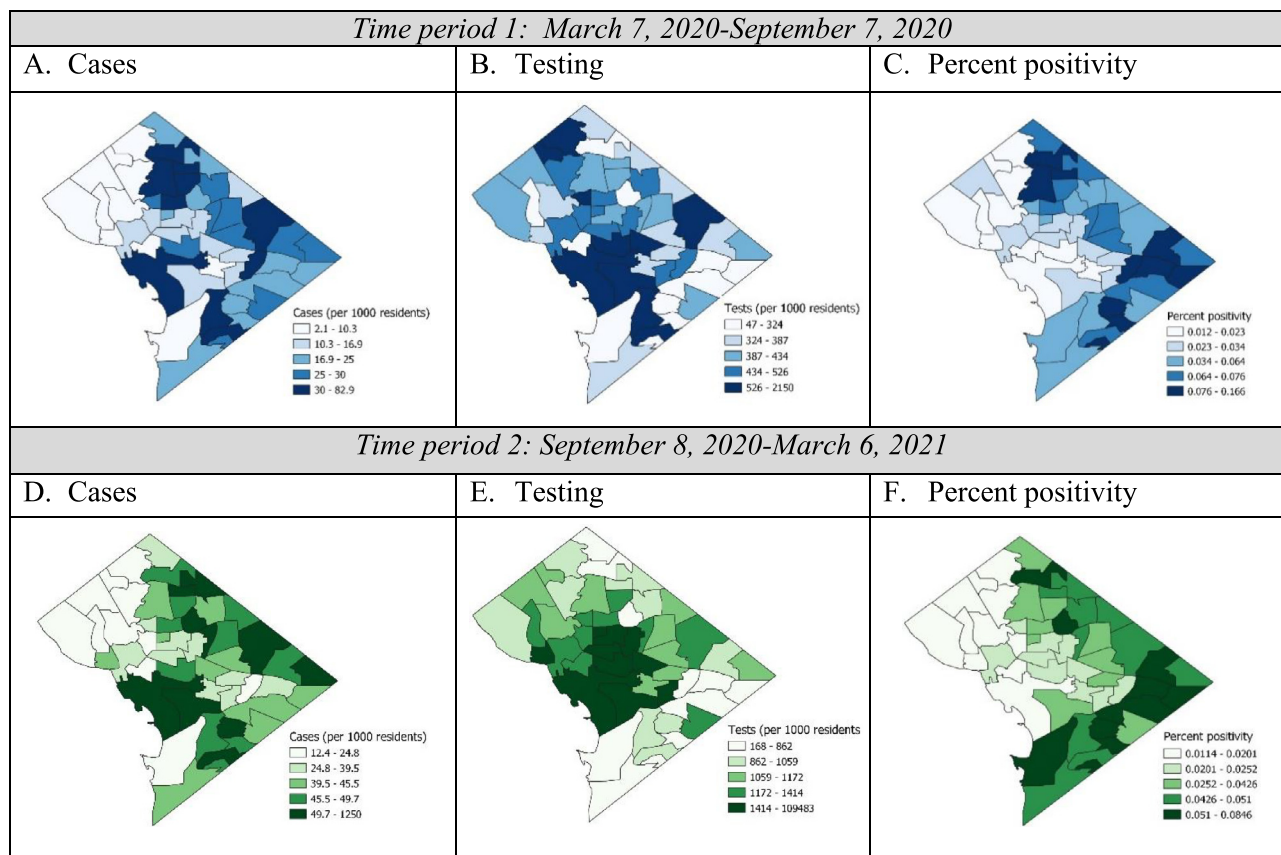 Time period 1: March 7, 2020-September 7, 2020
A. Cases
B. Testing
C. Percent positivity
Cases (per 1000 residents)
2.1 - 10.3
10.3 - 16.9
16.9 - 25
25 - 30
30 - 82.9
Tests (per 1000 residents)
47 - 324
324 - 387
387 - 434
434 - 526
526 - 2150
Percent positivity
0.012 - 0.023
0.023 - 0.034
0.034 - 0.064
0.064 - 0.076
0.076 - 0.166
Time period 2: September 8, 2020-March 6, 2021
D. Cases
E. Testing
F. Percent positivity
Cases (per 1000 residents)
12.4 - 24.8
24.8 - 39.5
39.5 - 45.5
45.5 - 49.7
49.7 - 1250
Tests (per 1000 residents
168 - 862
862 - 1059
1059 - 1172
1172 - 1414
1414 - 109483
Percent positivity
0.0114 - 0.0201
0.0201 - 0.0252
0.0252 - 0.0426
0.0426 - 0.051
0.051 - 0.0846